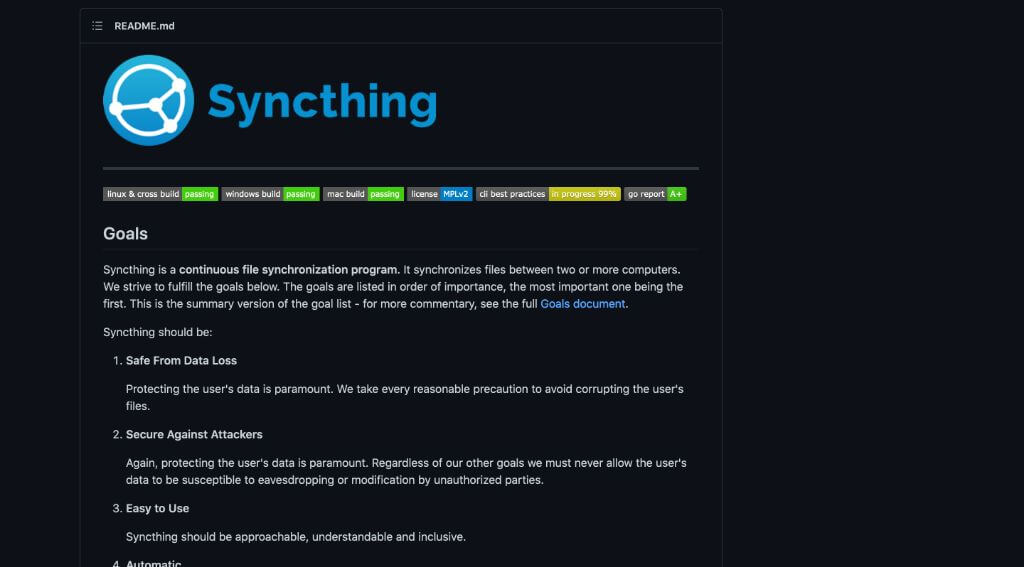 README.md
Syncthing
linux & cross build passing windows build passing mac build passing license MPLv2 cii best practices in progress 99% go report A+
Goals
Syncthing is a continuous file synchronization program. It synchronizes files between two or more computers.
We strive to fulfill the goals below. The goals are listed in order of importance, the most important one being the
first. This is the summary version of the goal list - for more commentary, see the full Goals document.
Syncthing should be:
1. Safe From Data Loss
Protecting the user's data is paramount. We take every reasonable precaution to avoid corrupting the user's
files.
2. Secure Against Attackers
Again, protecting the user's data is paramount. Regardless of our other goals we must never allow the user's
data to be susceptible to eavesdropping or modification by unauthorized parties.
3. Easy to Use
Syncthing should be approachable, understandable and inclusive.
4. Automatic